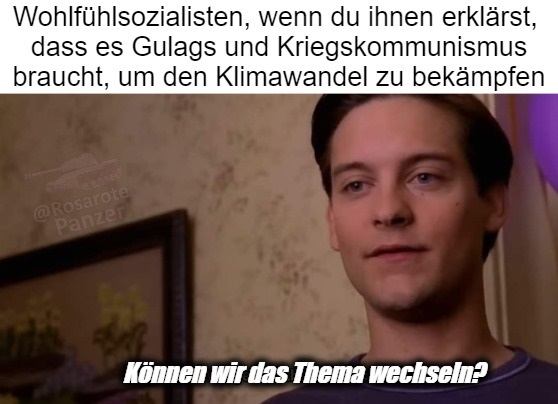 Wohlfühlsozialisten, wenn du ihnen erklärst,
dass es Gulags und Kriegskommunismus
braucht, um den Klimawandel zu bekämpfen
@Rosarote
Panzer
Können wir das Thema wechseln?